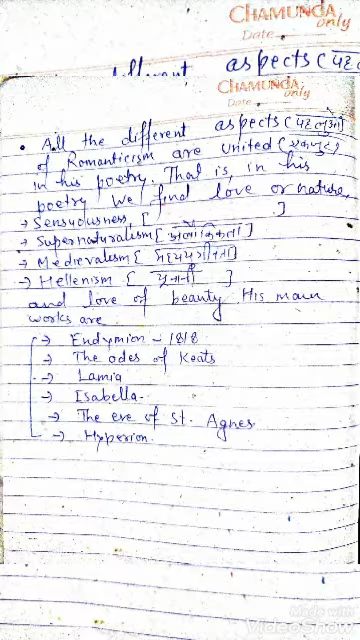 CHAMUNDA
only
Date
different aspects (
CHAMUNDA
only
Date
• All the different aspects (पहलुओं)
of Romanticism are united (एकजुट)
in his poetry. That is, in his
poetry we find love or nature,
→ Sensuousness, [ ]
→ Supernaturalism [अलौकिकता]
→ Medievalism [मध्ययुगीनता]
→ Hellenism [यूनानी ]
and love of beauty His main
works are
→ Endymion - 1818
→ The odes of Keats
→ Lamia
→ Isabella.
→ The eve of St. Agnes
→ Hyperion.
Made with
VideoShow